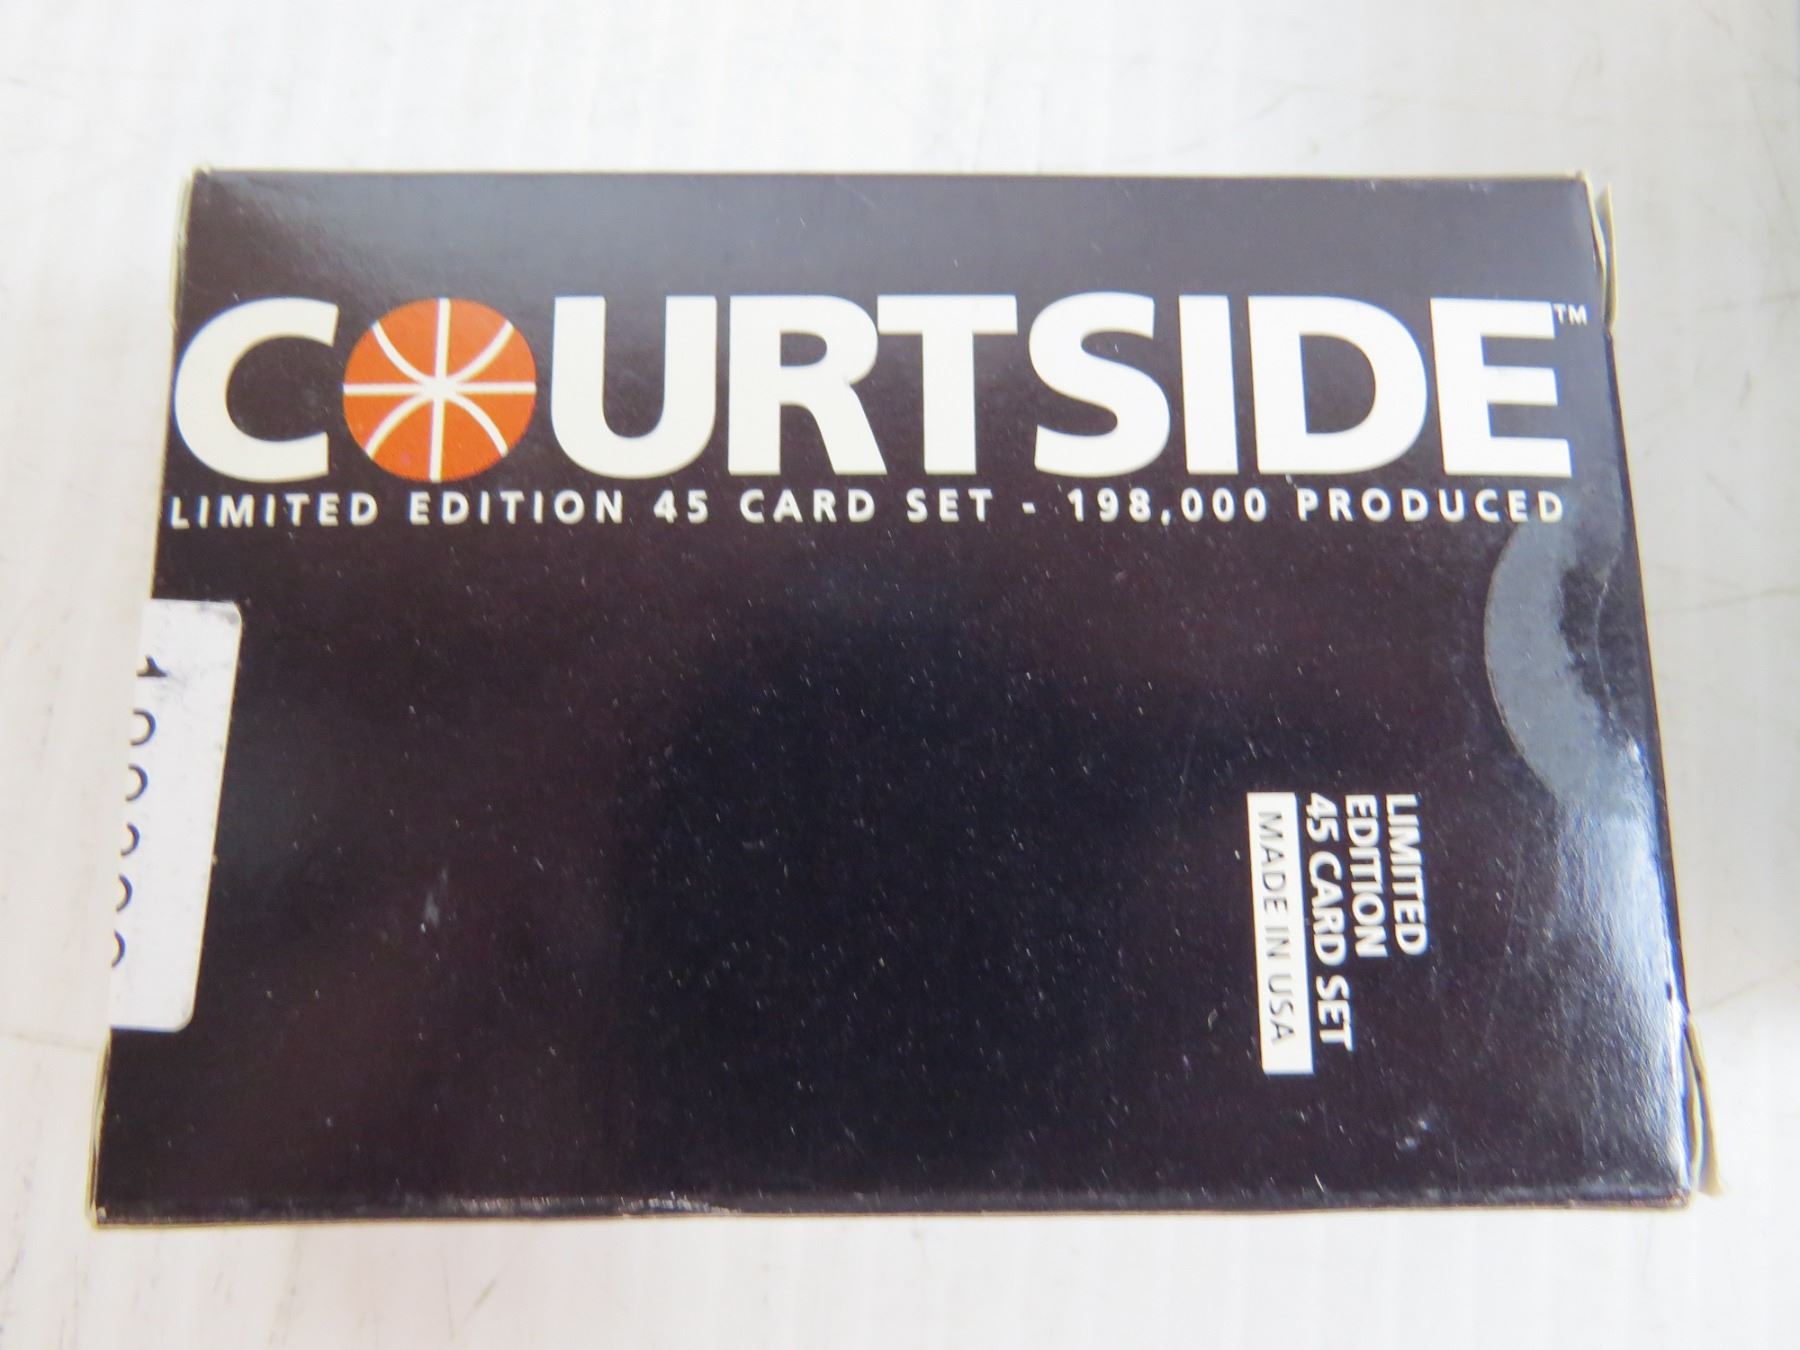 COURTSIDE™
LIMITED EDITION 45 CARD SET - 198,000 PRODUCED
LIMITED
EDITION
45 CARD SET
MADE IN USA